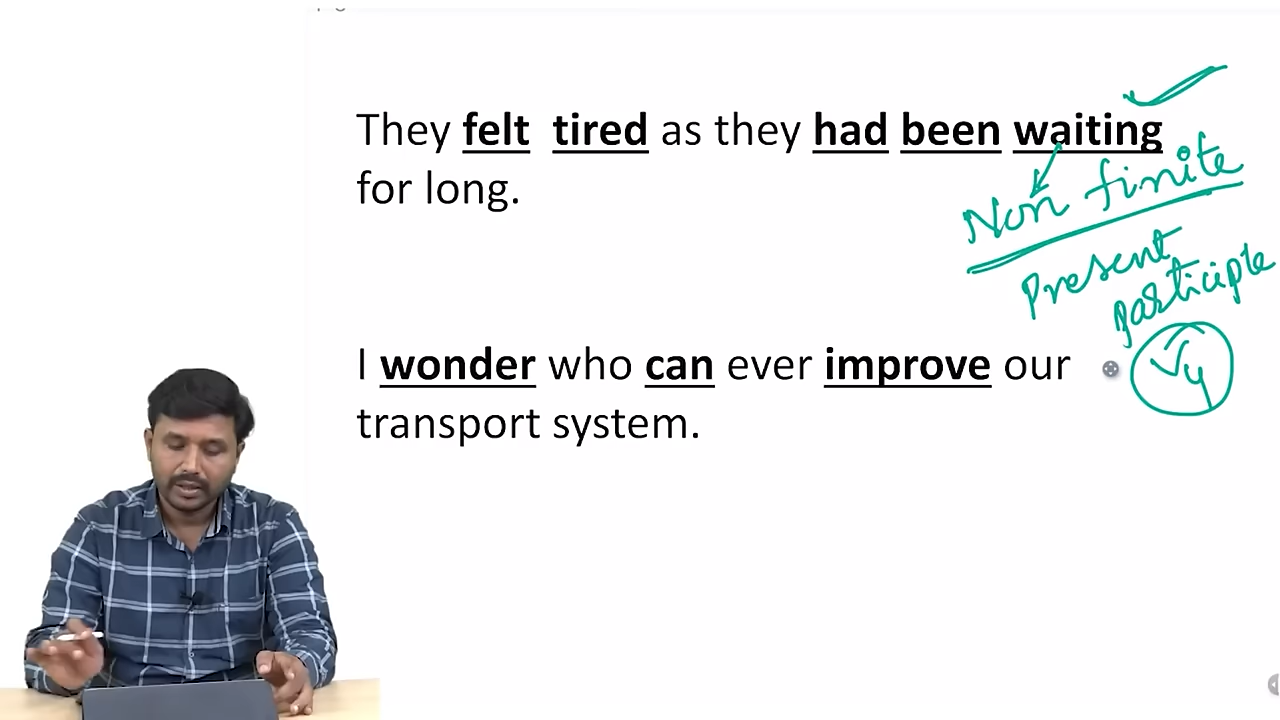 They felt tired as they had been waiting
for long.
Non finite
Present
participle
V4
I wonder who can ever improve our
transport system.